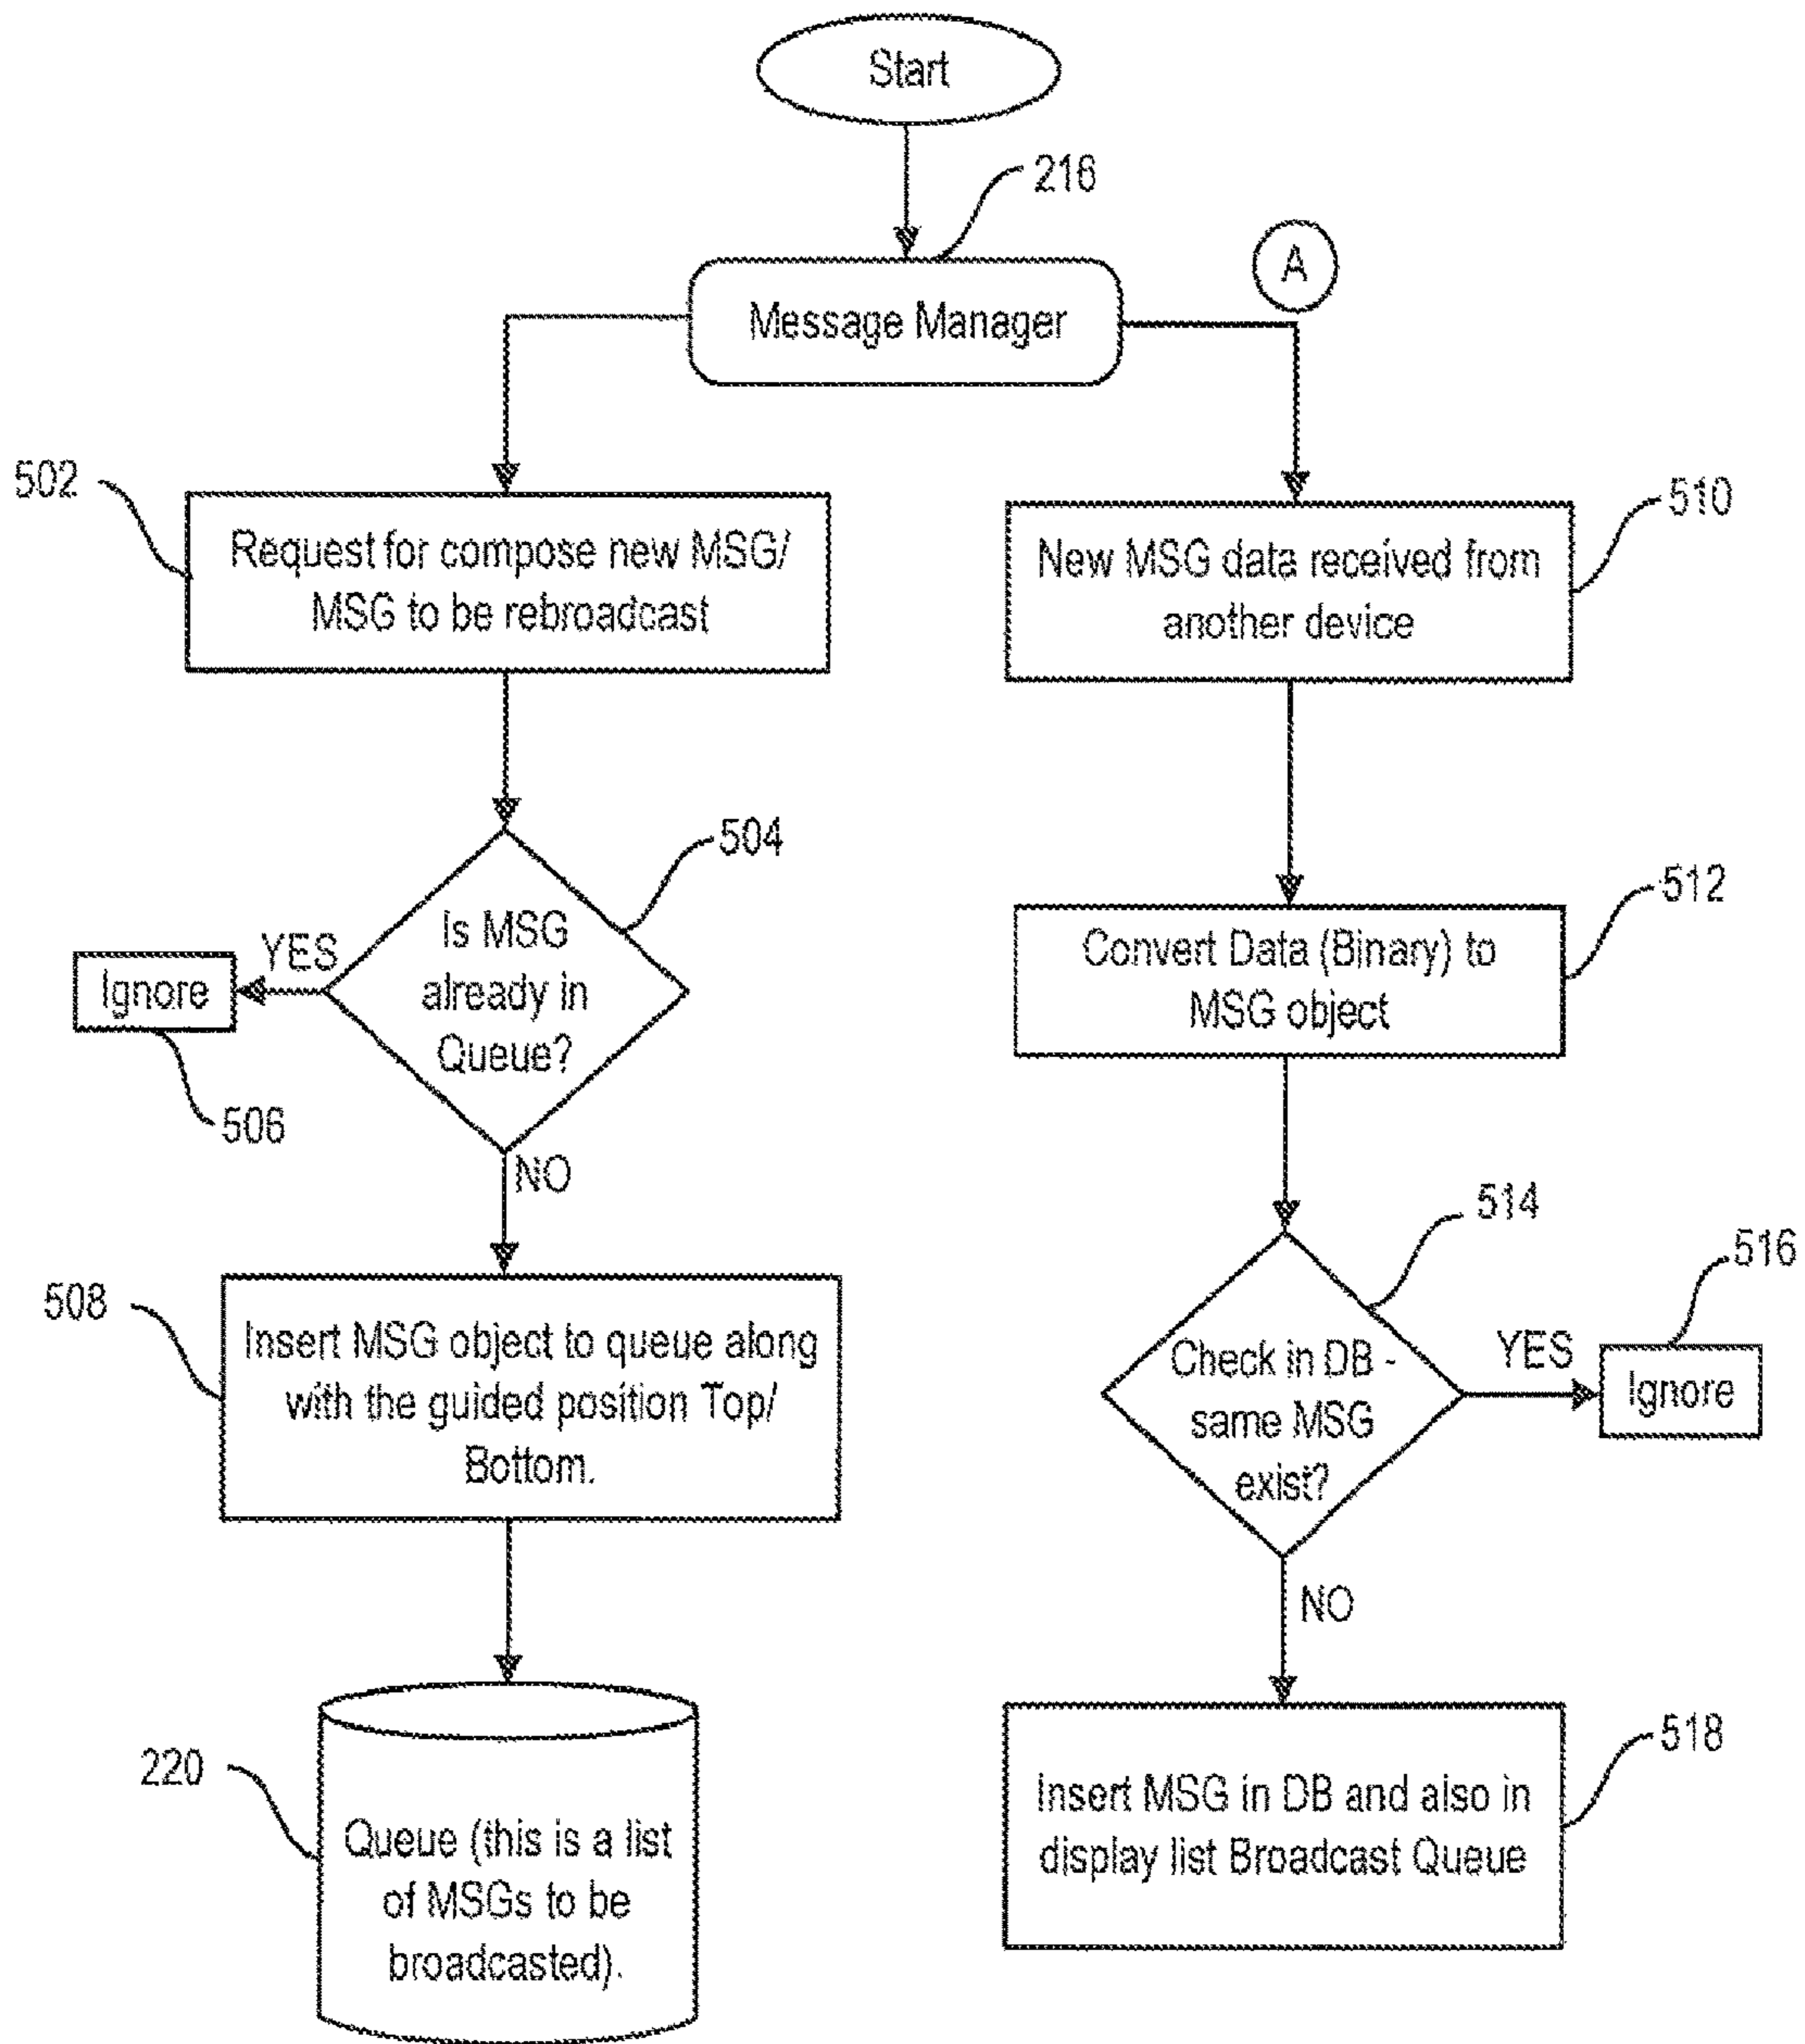 Start
216
A
Message Manager
502
Request for compose new MSG/
MSG to be rebroadcast
510
New MSG data received from
another device
504
Is MSG
already in
Queue?
YES
Ignore
506
NO
512
Convert Data (Binary) to
MSG object
514
Check in DB -
same MSG
exist?
YES
516
Ignore
NO
508
Insert MSG object to queue along
with the guided position Top/
Bottom.
220
Queue (this is a list
of MSGs to be
broadcasted).
518
Insert MSG in DB and also in
display list Broadcast Queue